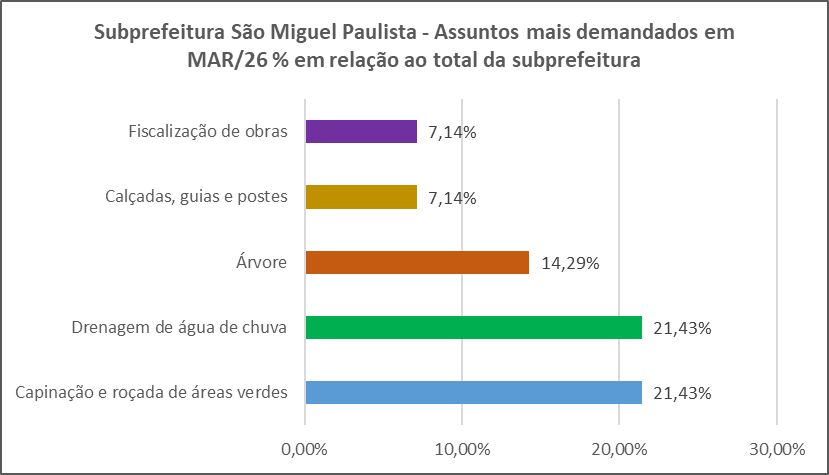 Subprefeitura São Miguel Paulista - Assuntos mais demandados em
MAR/26 % em relação ao total da subprefeitura
Fiscalização de obras
7,14%
Calçadas, guias e postes
7,14%
Árvore
14,29%
Drenagem de água de chuva
21,43%
Capinação e roçada de áreas verdes
21,43%
0,00% 10,00% 20,00% 30,00%